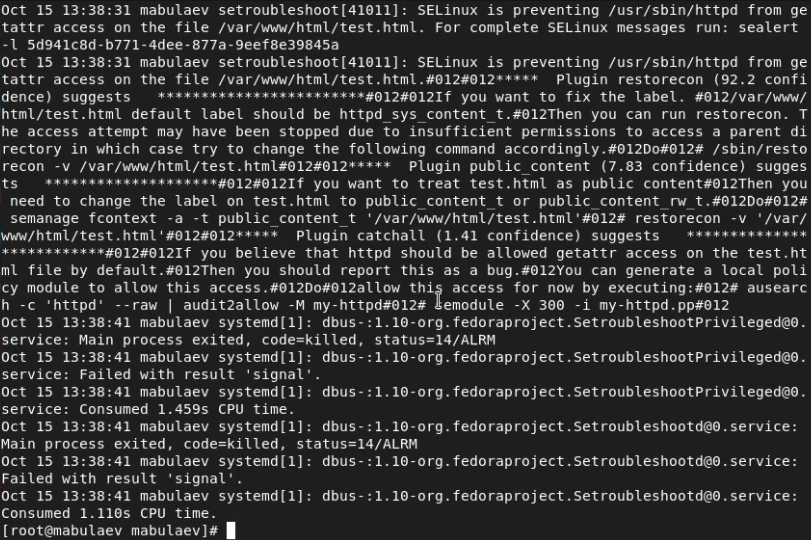 Oct 15 13:38:31 mabulaev setroubleshoot[41011]: SELinux is preventing /usr/sbin/httpd from ge
tattr access on the file /var/www/html/test.html. For complete SELinux messages run: sealert
-l 5d941c8d-b771-4dee-877a-9eef8e39845a
Oct 15 13:38:31 mabulaev setroubleshoot[41011]: SELinux is preventing /usr/sbin/httpd from ge
tattr access on the file /var/www/html/test.html.#012#012*****  Plugin restorecon (92.2 confi
dence) suggests   ************************#012#012If you want to fix the label. #012/var/www/
html/test.html default label should be httpd_sys_content_t.#012Then you can run restorecon. T
he access attempt may have been stopped due to insufficient permissions to access a parent di
rectory in which case try to change the following command accordingly.#012Do#012# /sbin/resto
recon -v /var/www/html/test.html#012#012*****  Plugin public_content (7.83 confidence) sugges
ts   ********************#012#012If you want to treat test.html as public content#012Then you
 need to change the label on test.html to public_content_t or public_content_rw_t.#012Do#012#
 semanage fcontext -a -t public_content_t '/var/www/html/test.html'#012# restorecon -v '/var/
www/html/test.html'#012#012*****  Plugin catchall (1.41 confidence) suggests   **************
************#012#012If you believe that httpd should be allowed getattr access on the test.ht
ml file by default.#012Then you should report this as a bug.#012You can generate a local poli
cy module to allow this access.#012Do#012allow this access for now by executing:#012# ausearc
h -c 'httpd' --raw | audit2allow -M my-httpd#012# semodule -X 300 -i my-httpd.pp#012
Oct 15 13:38:41 mabulaev systemd[1]: dbus-:1.10-org.fedoraproject.SetroubleshootPrivileged@0.
service: Main process exited, code=killed, status=14/ALRM
Oct 15 13:38:41 mabulaev systemd[1]: dbus-:1.10-org.fedoraproject.SetroubleshootPrivileged@0.
service: Failed with result 'signal'.
Oct 15 13:38:41 mabulaev systemd[1]: dbus-:1.10-org.fedoraproject.SetroubleshootPrivileged@0.
service: Consumed 1.459s CPU time.
Oct 15 13:38:41 mabulaev systemd[1]: dbus-:1.10-org.fedoraproject.Setroubleshootd@0.service:
Main process exited, code=killed, status=14/ALRM
Oct 15 13:38:41 mabulaev systemd[1]: dbus-:1.10-org.fedoraproject.Setroubleshootd@0.service:
Failed with result 'signal'.
Oct 15 13:38:41 mabulaev systemd[1]: dbus-:1.10-org.fedoraproject.Setroubleshootd@0.service:
Consumed 1.110s CPU time.
[root@mabulaev mabulaev]#